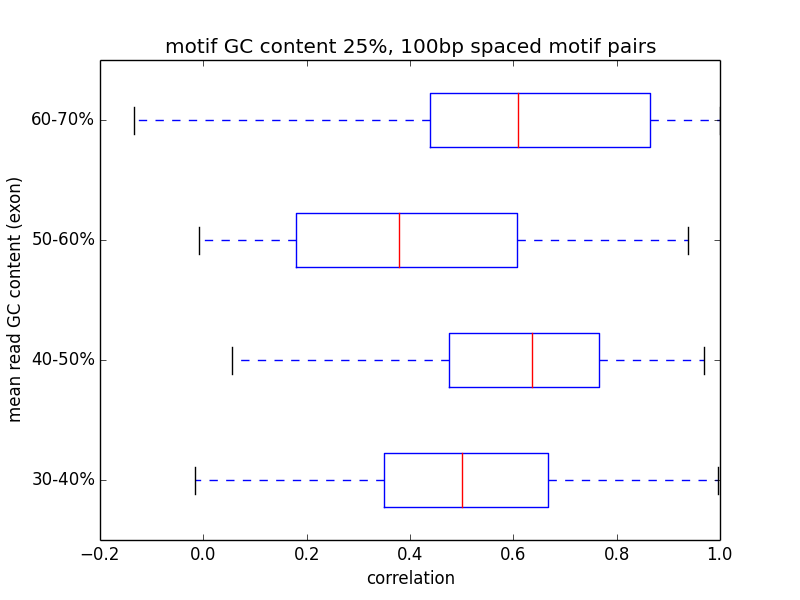 motif GC content 25%, 100bp spaced motif pairs
mean read GC content (exon)
60-70%
50-60%
40-50%
30-40%
−0.2 0.0 0.2 0.4 0.6 0.8 1.0
correlation